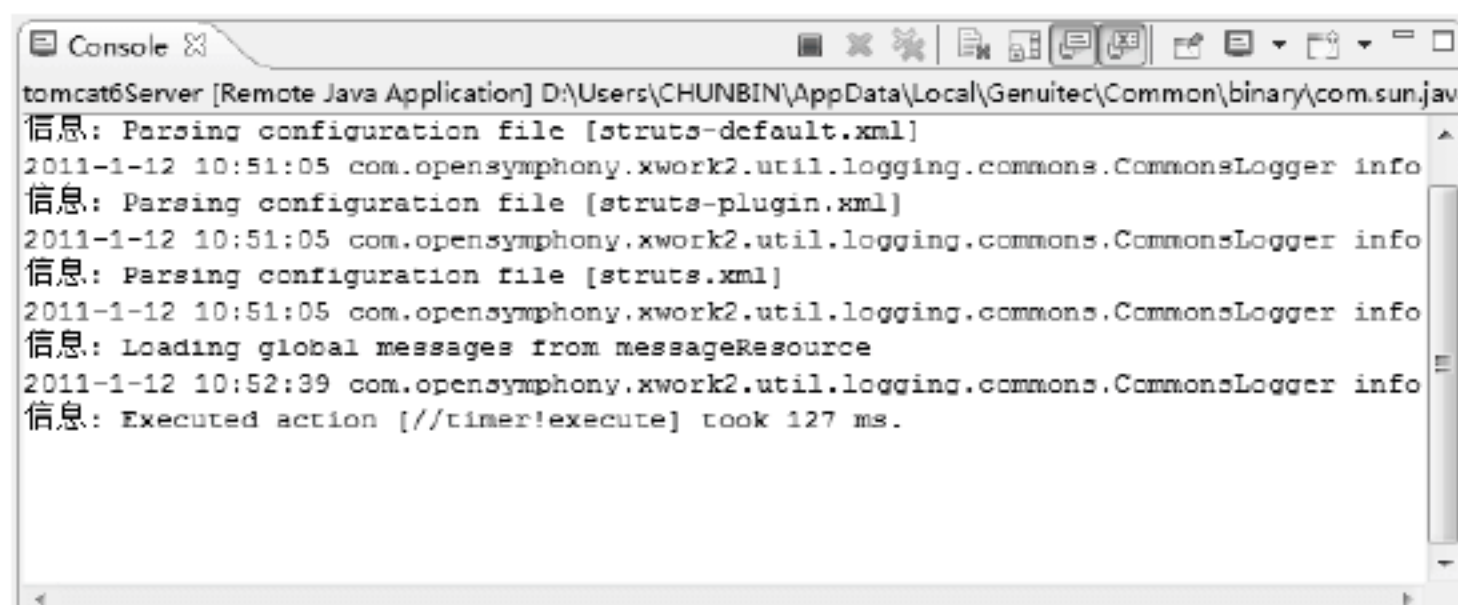 Console
tomcat6Server [Remote Java Application] D:\Users\CHUNBIN\AppData\Local\Genuitec\Common\binary\com.sun.jav
信息: Parsing configuration file [struts-default.xml]
2011-1-12 10:51:05 com.opensymphony.xwork2.util.logging.commons.CommonsLogger info
信息: Parsing configuration file [struts-plugin.xml]
2011-1-12 10:51:05 com.opensymphony.xwork2.util.logging.commons.CommonsLogger info
信息: Parsing configuration file [struts.xml]
2011-1-12 10:51:05 com.opensymphony.xwork2.util.logging.commons.CommonsLogger info
信息: Loading global messages from messageResource
2011-1-12 10:52:39 com.opensymphony.xwork2.util.logging.commons.CommonsLogger info
信息: Executed action [//timer!execute] took 127 ms.